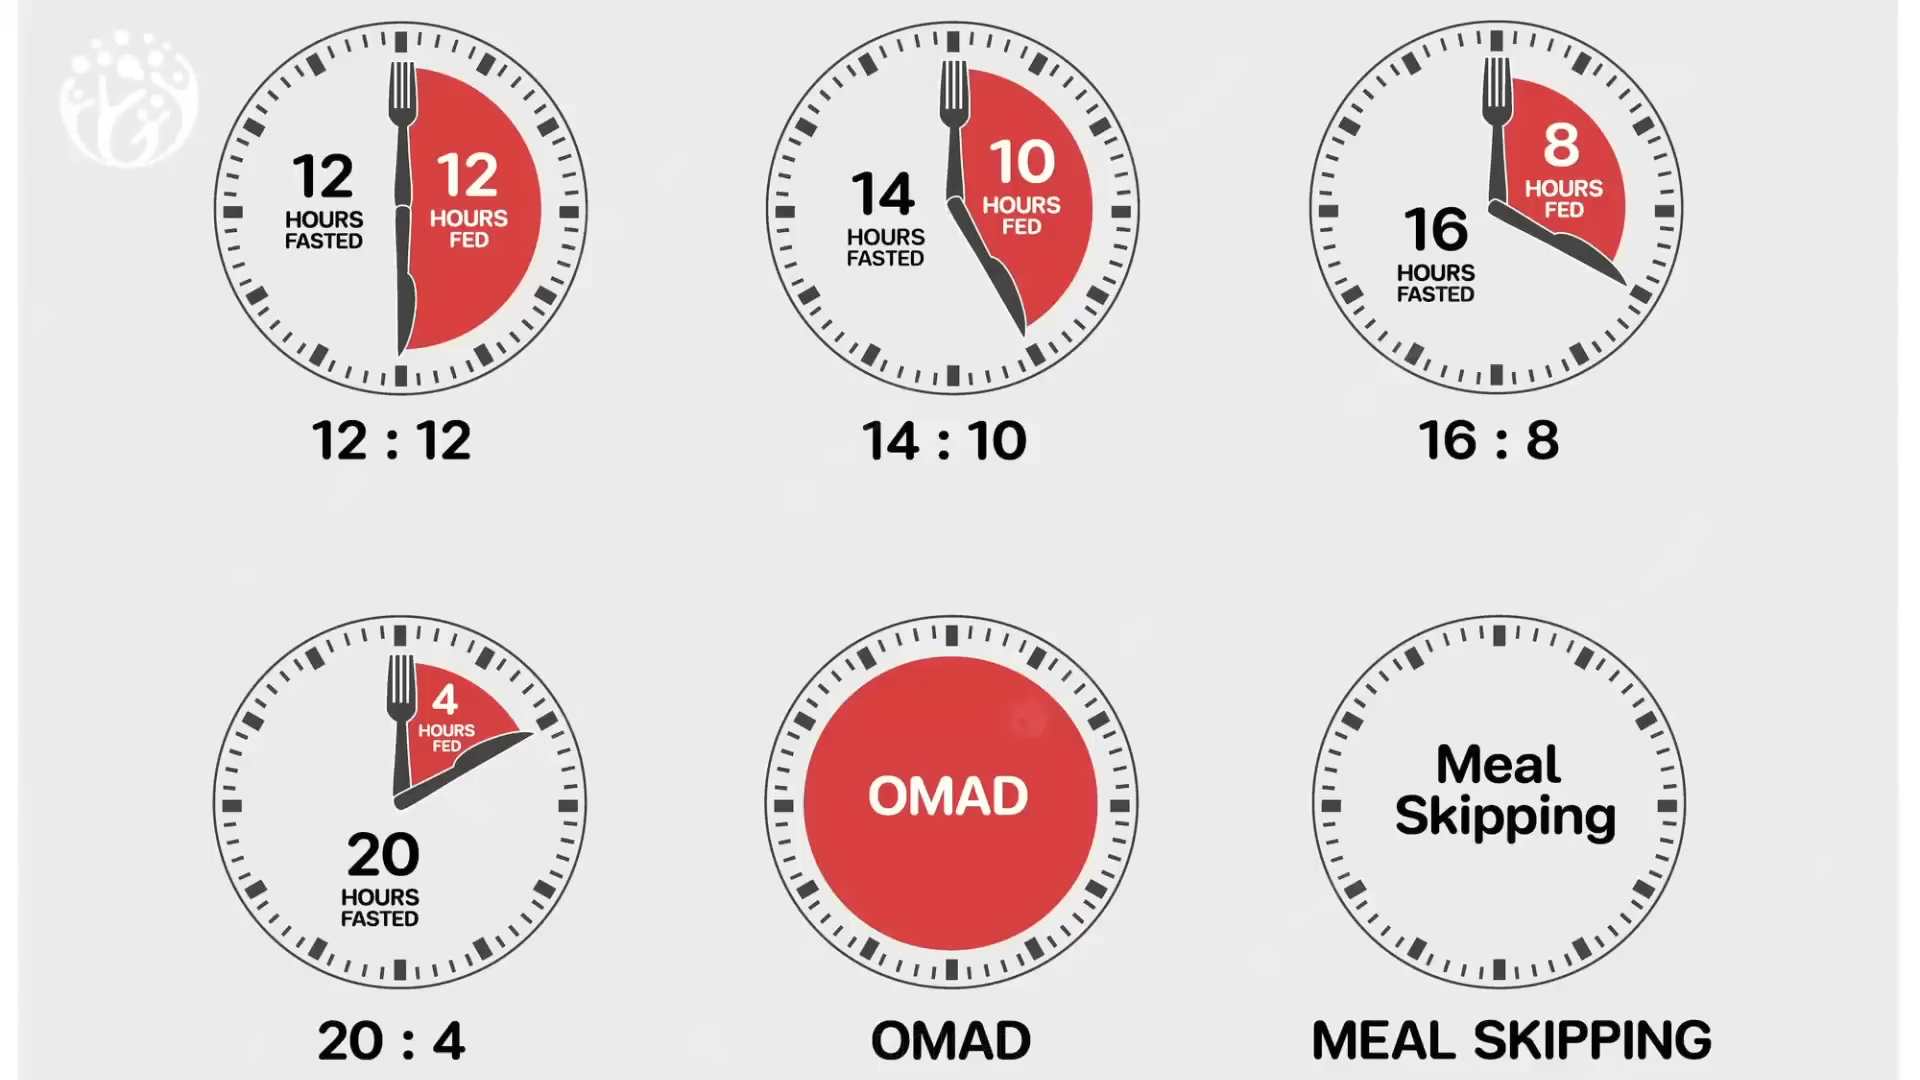 12
HOURS
FASTED
12
HOURS
FED
12 : 12
14
HOURS
FASTED
10
HOURS
FED
14 : 10
16
HOURS
FASTED
8
HOURS
FED
16 : 8
20
HOURS
FASTED
4
HOURS
FED
20 : 4
OMAD
OMAD
Meal
Skipping
MEAL SKIPPING